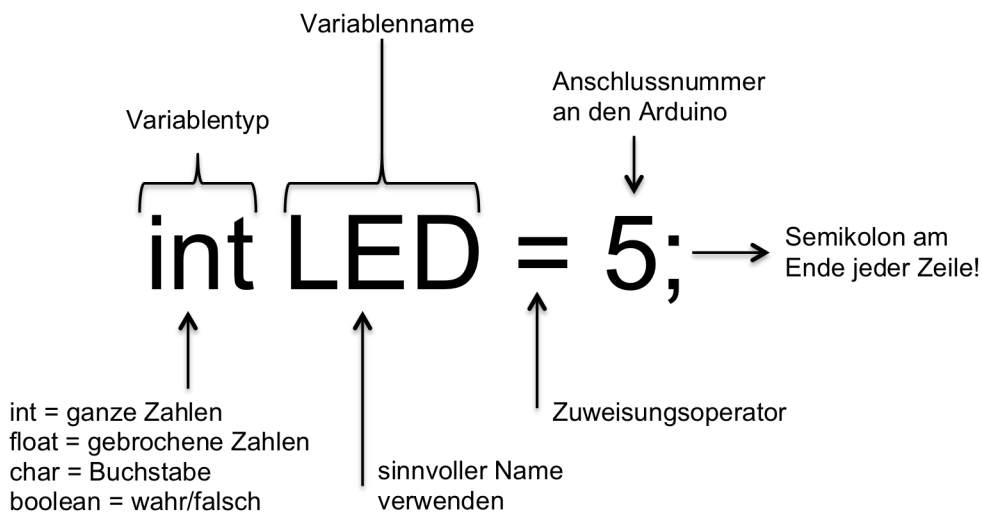 Variablenname
Anschlussnummer
an den Arduino
Variablentyp
int LED = 5;
Semikolon am
Ende jeder Zeile!
int = ganze Zahlen
float = gebrochene Zahlen
char = Buchstabe
boolean = wahr/falsch
sinnvoller Name
verwenden
Zuweisungsoperator